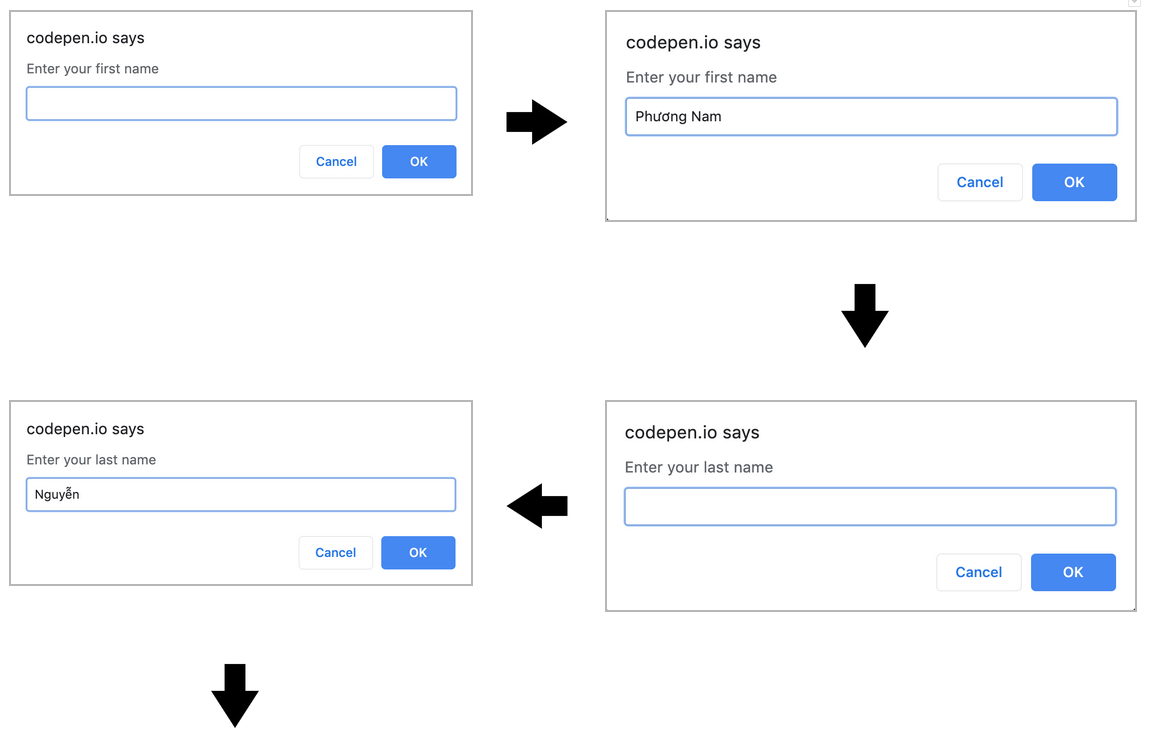 codepen.io says
Enter your first name
Cancel
OK
codepen.io says
Enter your first name
Phương Nam
Cancel
OK
codepen.io says
Enter your last name
Nguyễn
Cancel
OK
codepen.io says
Enter your last name
Cancel
OK